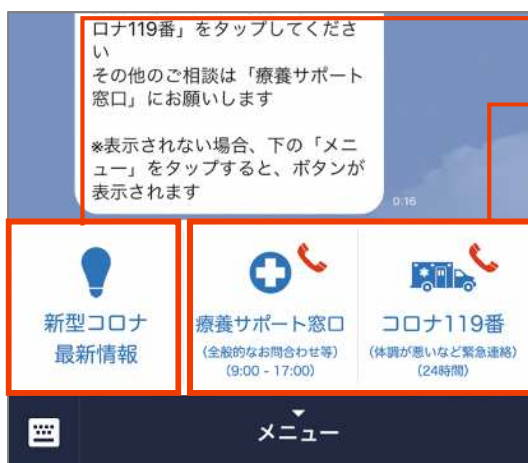 ロナ119番」をタップしてくださ
い
その他のご相談は「療養サポート
窓口」にお願いします
※表示されない場合、下の「メニ
ュー」をタップすると、ボタンが
表示されます
0:16
新型コロナ
最新情報
療養サポート窓口
(全般的なお問合わせ等)
(9:00 - 17:00)
コロナ119番
(体調が悪いなど緊急連絡)
(24時間)
メニュー